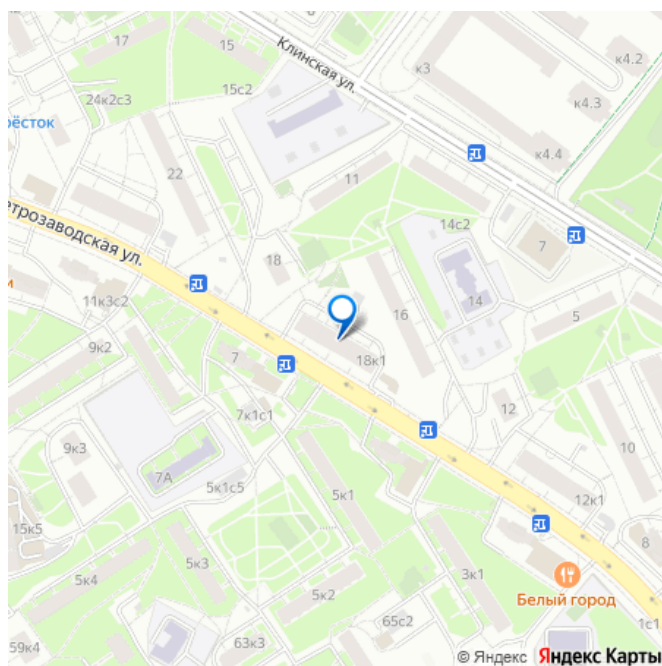 17
15
Клинская ул.
к3
к4.2
15с2
24к2с3
к4.3
рёсток
к4.4
22
11
етрозаводская ул.
14с2
7
18
и
11к3с2
14
16
5
9к2
7
18к1
12
7к1с1
9к3
10
7А
5к1с5
5к1
12к1
15к5
8
5к3
5к4
3к1
5к2
Белый город
65с2
1с1
59к4
63к3
© Яндекс Яндекс Карты